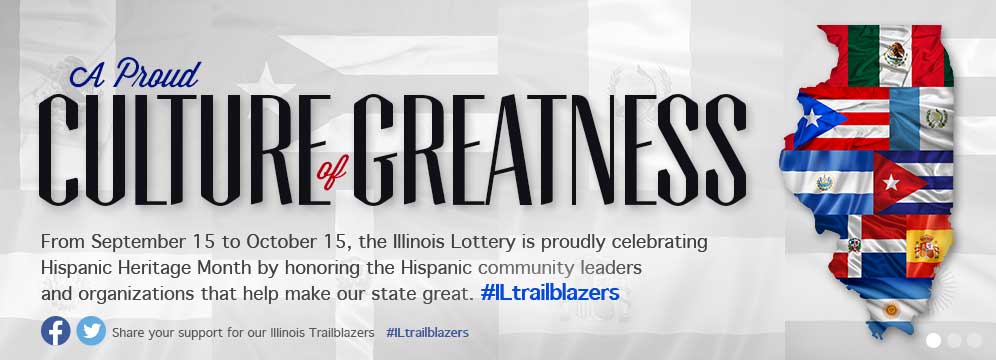 A Proud
CULTURE of GREATNESS
From September 15 to October 15, the Illinois Lottery is proudly celebrating
Hispanic Heritage Month by honoring the Hispanic community leaders
and organizations that help make our state great. #ILtrailblazers
Share your support for our Illinois Trailblazers #ILtrailblazers